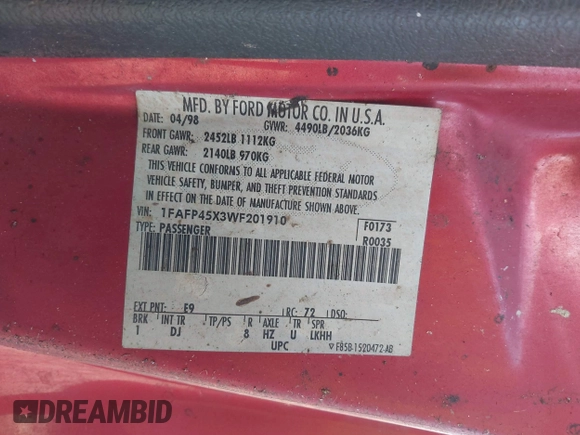 MFD. BY FORD MOTOR CO. IN U.S.A.
DATE: 04/98 GVWR: 4490LB/2036KG
FRONT GAWR: 2452LB 1112KG
REAR GAWR: 2140LB 970KG
THIS VEHICLE CONFORMS TO ALL APPLICABLE FEDERAL MOTOR
VEHICLE SAFETY, BUMPER, AND THEFT PREVENTION STANDARDS
IN EFFECT ON THE DATE OF MANUFACTURE SHOWN ABOVE.
VIN: 1FAFP45X3WF201910 F0173
TYPE: PASSENGER R0035
EXT PNT: E9 RC: 72 DSO:
BRK INT TR TP/PS R AXLE TR SPR
1 DJ 8 HZ U LKHH
UPC F85B-1520472-AB
DREAMBID